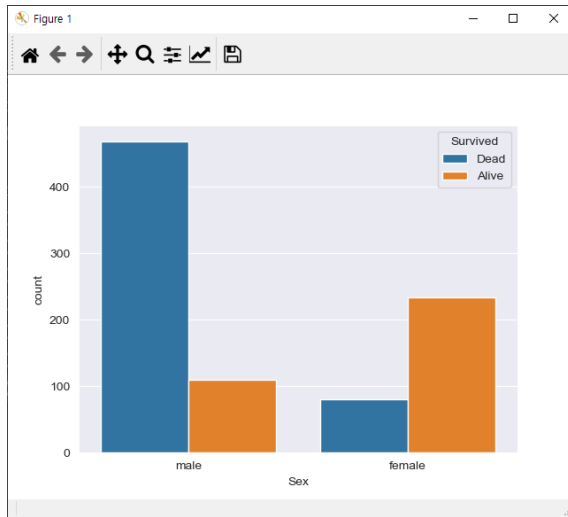 Figure 1
Survived
Dead
Alive
400
300
200
100
0
count
male female
Sex